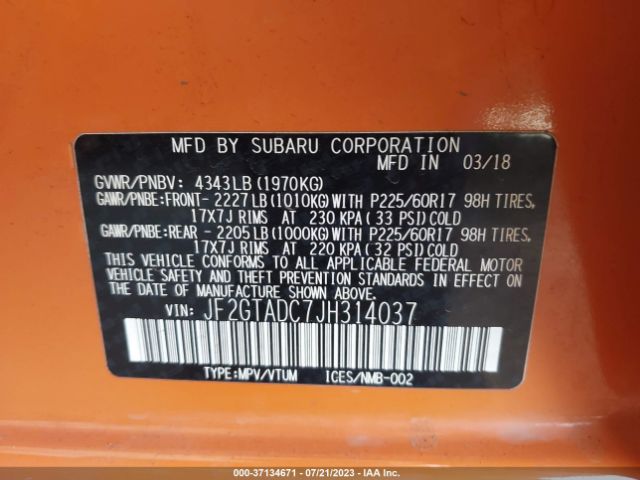 MFD BY SUBARU CORPORATION
MFD IN 03/18
GVWR/PNBV: 4343LB (1970KG)
GAWR/PNBE:FRONT- 2227LB (1010KG) WITH P225/60R17 98H TIRES,
17X7J RIMS AT 230 KPA ( 33 PSI) COLD
GAWR/PNBE:REAR - 2205LB (1000KG) WITH P225/60R17 98H TIRES,
17X7J RIMS AT 220 KPA ( 32 PSI) COLD
THIS VEHICLE CONFORMS TO ALL APPLICABLE FEDERAL MOTOR
VEHICLE SAFETY AND THEFT PREVENTION STANDARDS IN EFFECT ON
THE DATE OF MANUFACTURE SHOWN ABOVE.
VIN: JF2GTADC7JH314037
TYPE:MPV/VTUM ICES/NMB-002
000-37134671 - 07/21/2023 - IAA Inc.